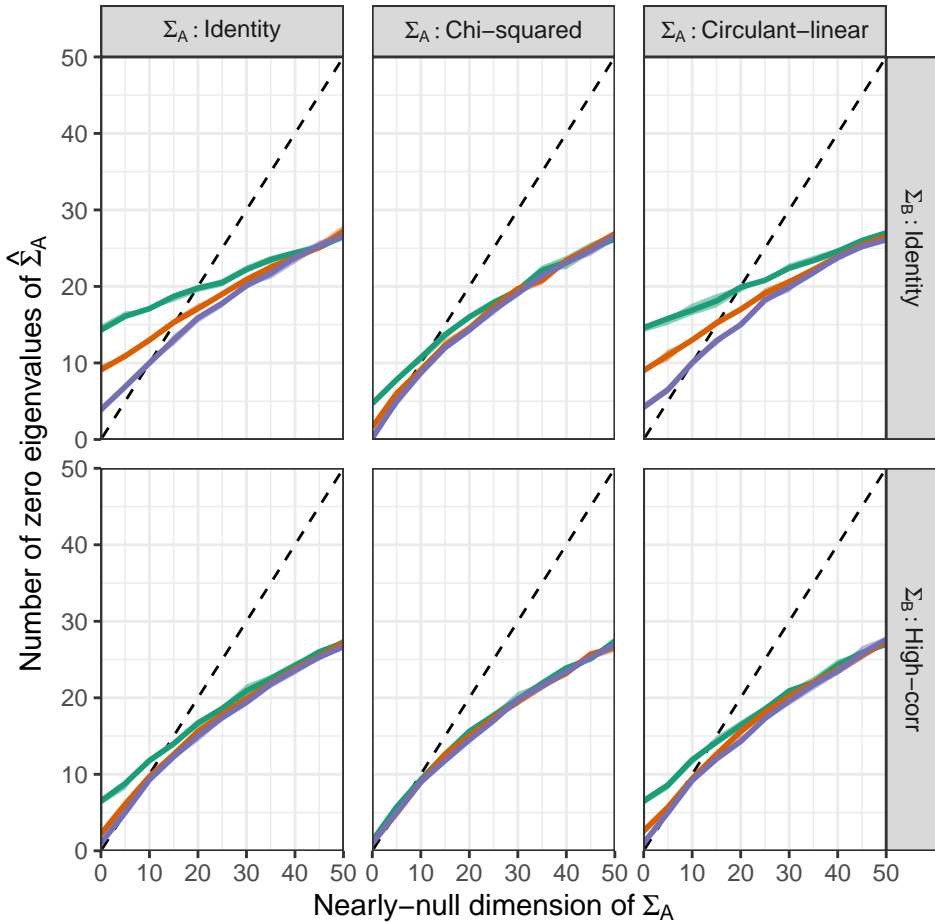 Σ_A : Identity
Σ_A : Chi−squared
Σ_A : Circulant−linear
Number of zero eigenvalues of Σ̂_A
50
40
30
20
10
0
Σ_B : Identity
50
40
30
20
10
0
Σ_B : High−corr
0 10 20 30 40 50
0 10 20 30 40 50
0 10 20 30 40 50
Nearly−null dimension of Σ_A